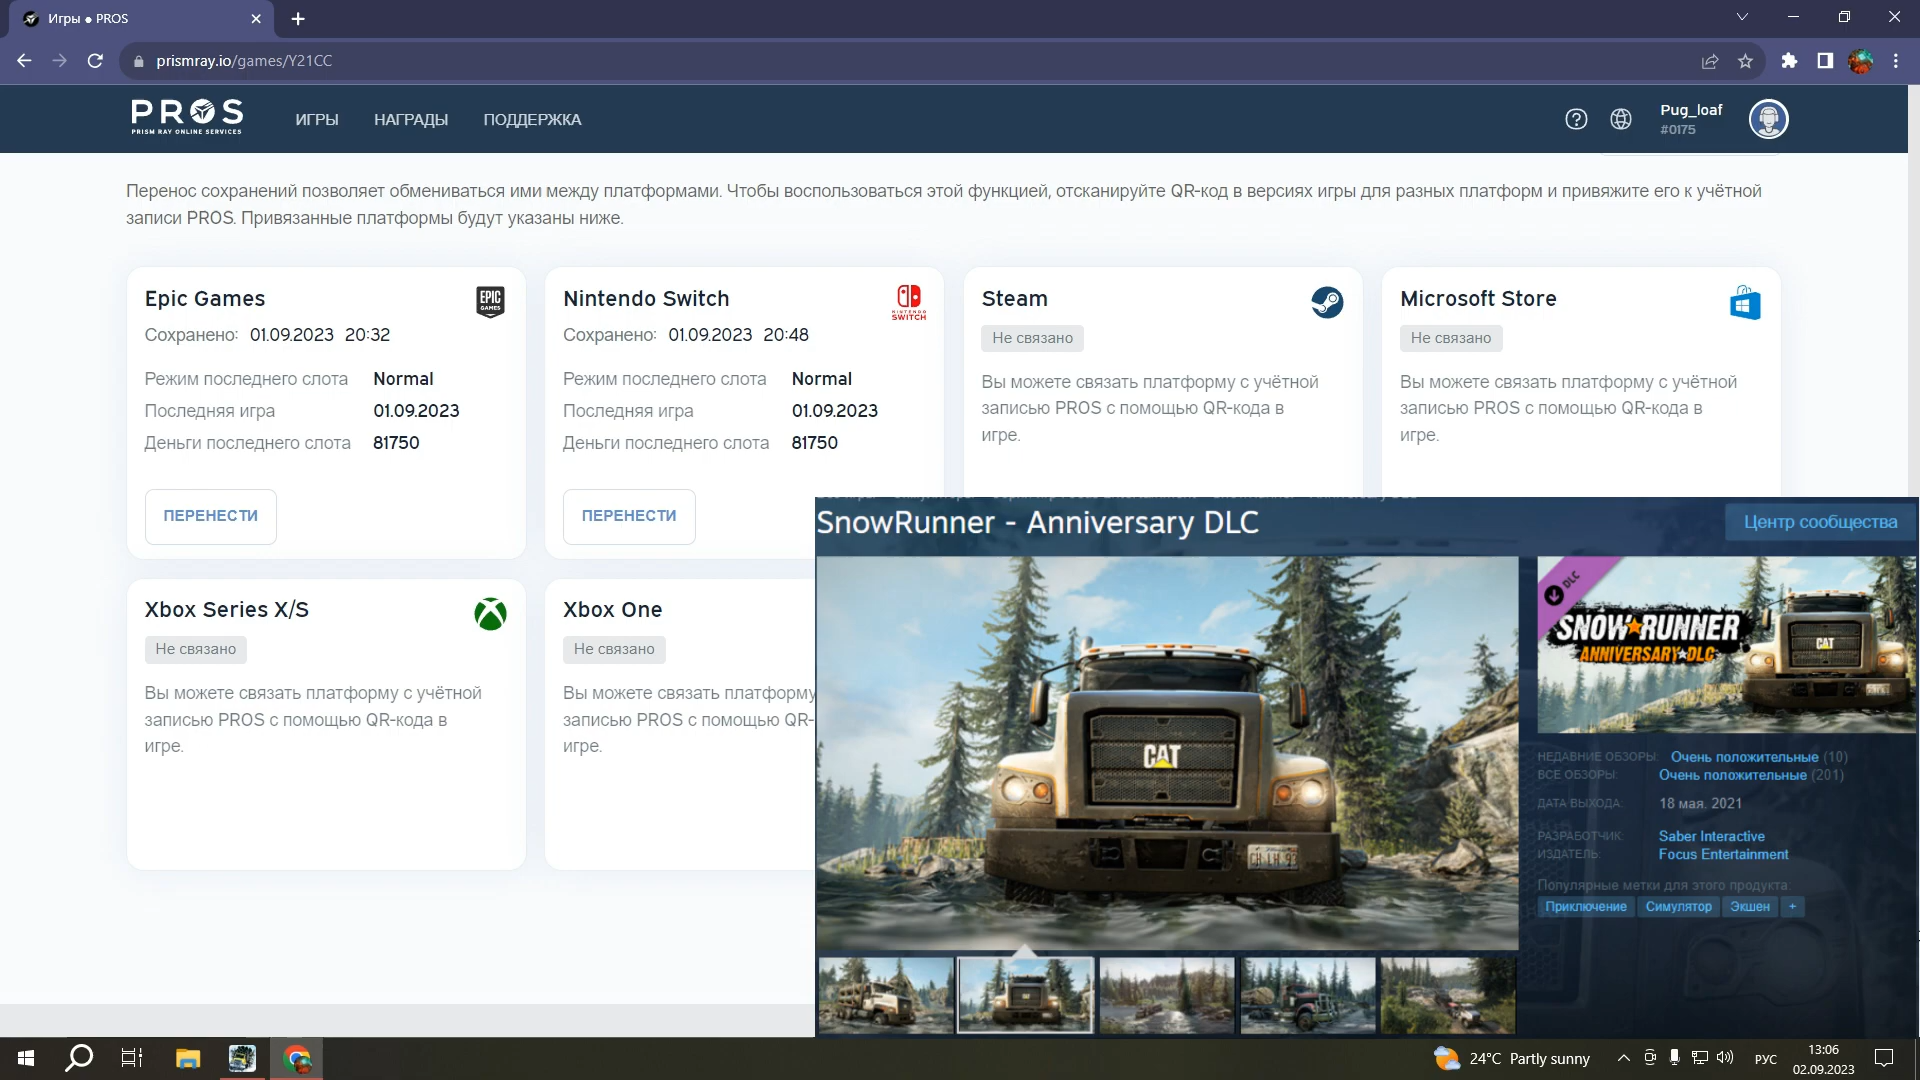 Игры ● PROS
prismray.io/games/Y21CC
PROS
PRISM RAY ONLINE SERVICES
ИГРЫ
НАГРАДЫ
ПОДДЕРЖКА
Pug_loaf
#0175
Перенос сохранений позволяет обмениваться ими между платформами. Чтобы воспользоваться этой функцией, отсканируйте QR-код в версиях игры для разных платформ и привяжите его к учётной
записи PROS. Привязанные платформы будут указаны ниже.
Epic Games
EPIC
GAMES
Сохранено: 01.09.2023 20:32
Режим последнего слота Normal
Последняя игра 01.09.2023
Деньги последнего слота 81750
ПЕРЕНЕСТИ
Nintendo Switch
NINTENDO
SWITCH
Сохранено: 01.09.2023 20:48
Режим последнего слота Normal
Последняя игра 01.09.2023
Деньги последнего слота 81750
ПЕРЕНЕСТИ
Steam
Не связано
Вы можете связать платформу с учётной
записью PROS с помощью QR-кода в
игре.
Microsoft Store
Не связано
Вы можете связать платформу с учётной
записью PROS с помощью QR-кода в
игре.
Xbox Series X/S
Не связано
Вы можете связать платформу с учётной
записью PROS с помощью QR-кода в
игре.
Xbox One
Не связано
Вы можете связать платформу
записью PROS с помощью QR-
игре.
SnowRunner - Anniversary DLC
Центр сообщества
CAT
DLC
SNOWRUNNER
ANNIVERSARY DLC
CAT
НЕДАВНИЕ ОБЗОРЫ: Очень положительные (10)
ВСЕ ОБЗОРЫ: Очень положительные (201)
ДАТА ВЫХОДА: 18 мая. 2021
РАЗРАБОТЧИК: Saber Interactive
ИЗДАТЕЛЬ: Focus Entertainment
Популярные метки для этого продукта:
Приключение Симулятор Экшен +
24°C Partly sunny
РУС
13:06
02.09.2023